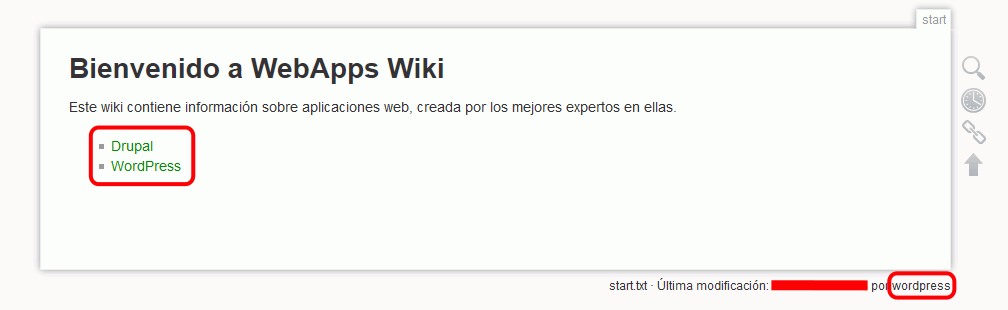 start
Bienvenido a WebApps Wiki
Este wiki contiene información sobre aplicaciones web, creada por los mejores expertos en ellas.
Drupal
WordPress
start.txt · Última modificación: por wordpress